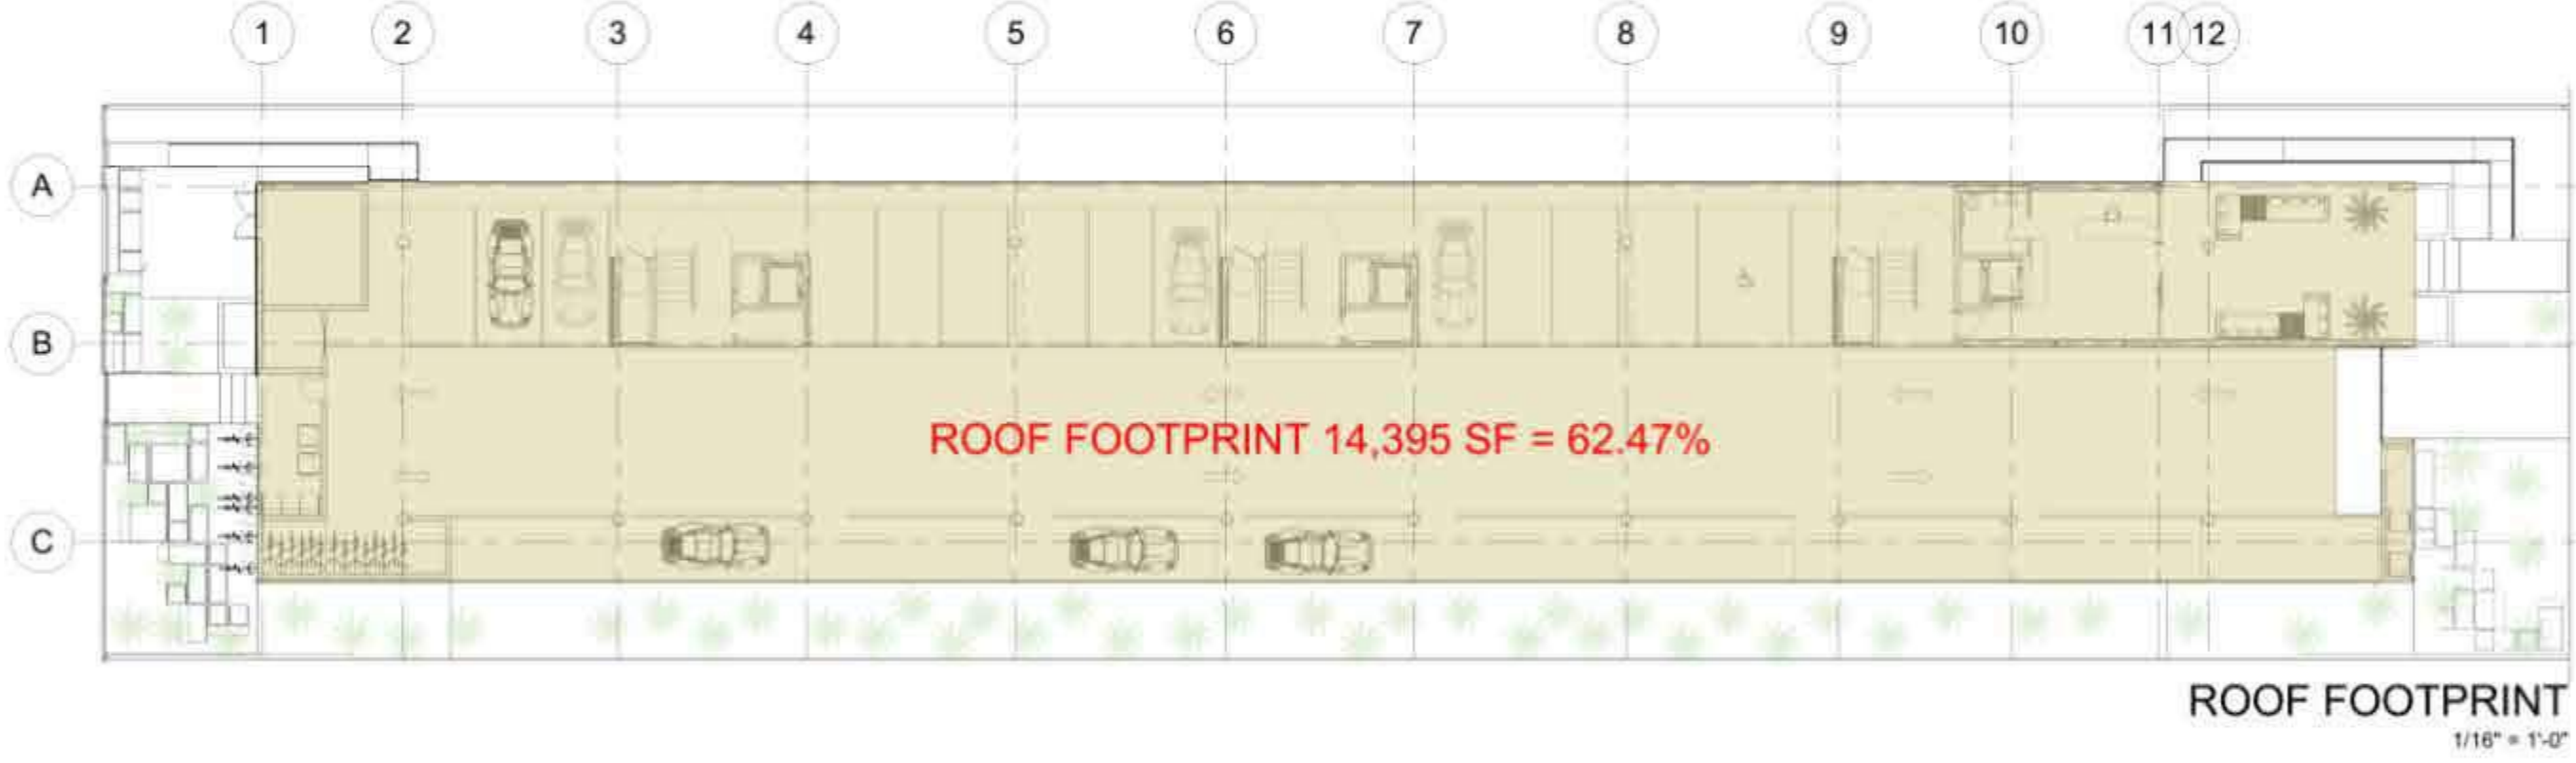 1 2 3 4 5 6 7 8 9 10 11 12
A
B
ROOF FOOTPRINT 14,395 SF = 62.47%
C
ROOF FOOTPRINT
1/16" = 1'-0"